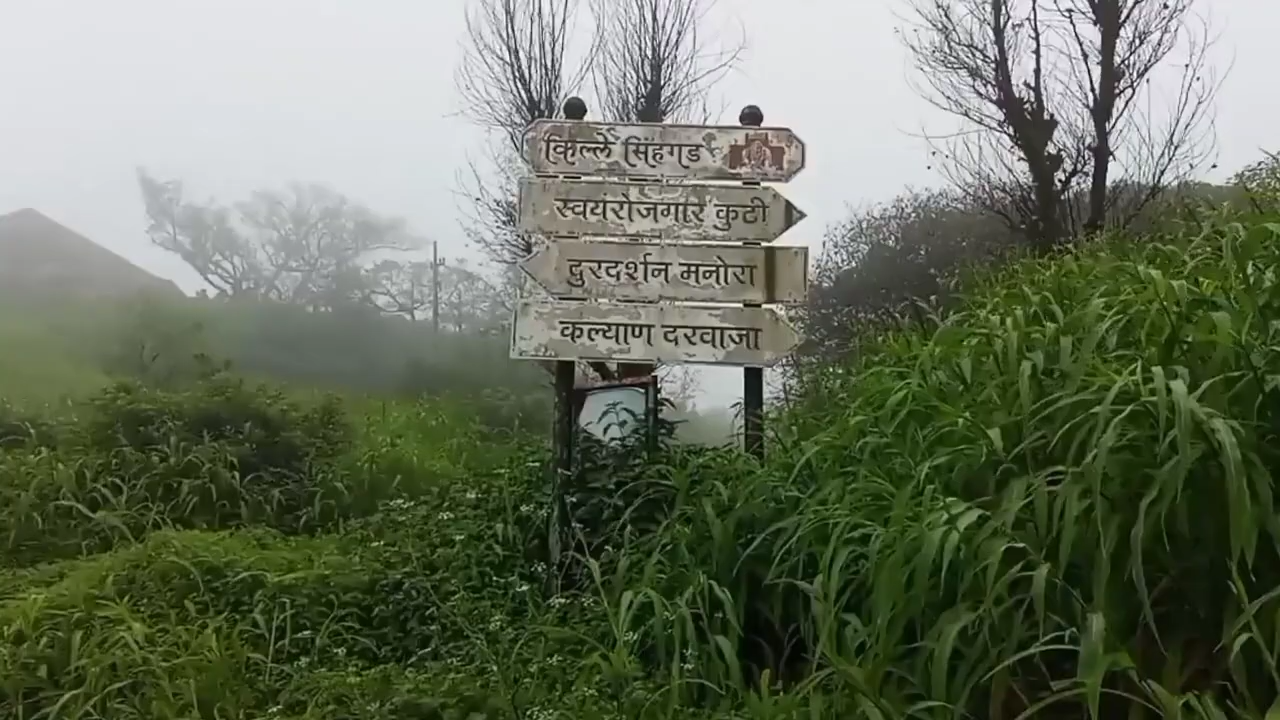 किल्ले सिंहगड
स्वयंरोजगार कुटी
दुरदर्शन मनोरा
कल्याण दरवाजा